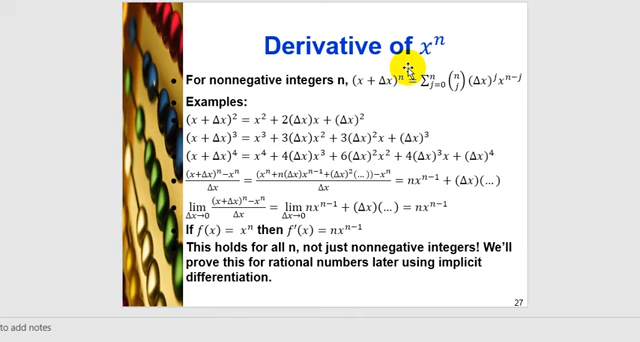 Derivative of xⁿ
• For nonnegative integers n, (x + Δx)ⁿ = ∑ⁿⱼ₌₀ (n j) (Δx)ʲxⁿ⁻ʲ
• Examples:
• (x + Δx)² = x² + 2(Δx)x + (Δx)²
• (x + Δx)³ = x³ + 3(Δx)x² + 3(Δx)²x + (Δx)³
• (x + Δx)⁴ = x⁴ + 4(Δx)x³ + 6(Δx)²x² + 4(Δx)³x + (Δx)⁴
• ((x+Δx)ⁿ−xⁿ)/Δx = ((xⁿ+n(Δx)xⁿ⁻¹+(Δx)²(…))−xⁿ)/Δx = nxⁿ⁻¹ + (Δx)(…)
• lim Δx→0 ((x+Δx)ⁿ−xⁿ)/Δx = lim Δx→0 nxⁿ⁻¹ + (Δx)(…) = nxⁿ⁻¹
• If f(x) = xⁿ then f′(x) = nxⁿ⁻¹
• This holds for all n, not just nonnegative integers! We'll
prove this for rational numbers later using implicit
differentiation.
27
to add notes